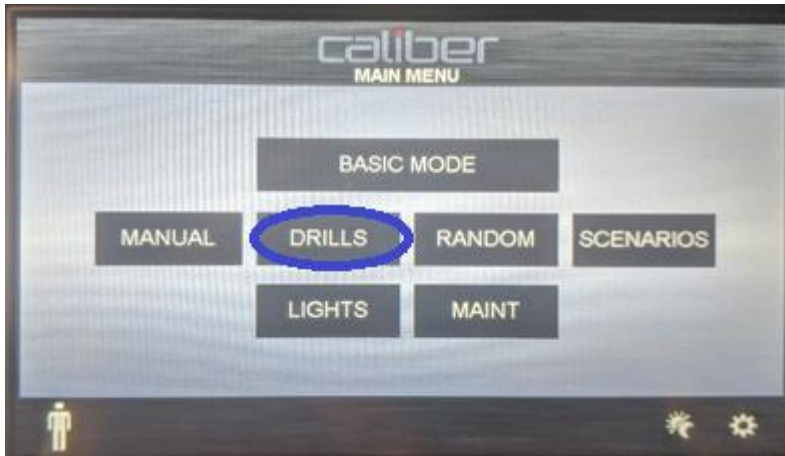 caliber
MAIN MENU
BASIC MODE
MANUAL DRILLS RANDOM SCENARIOS
LIGHTS MAINT